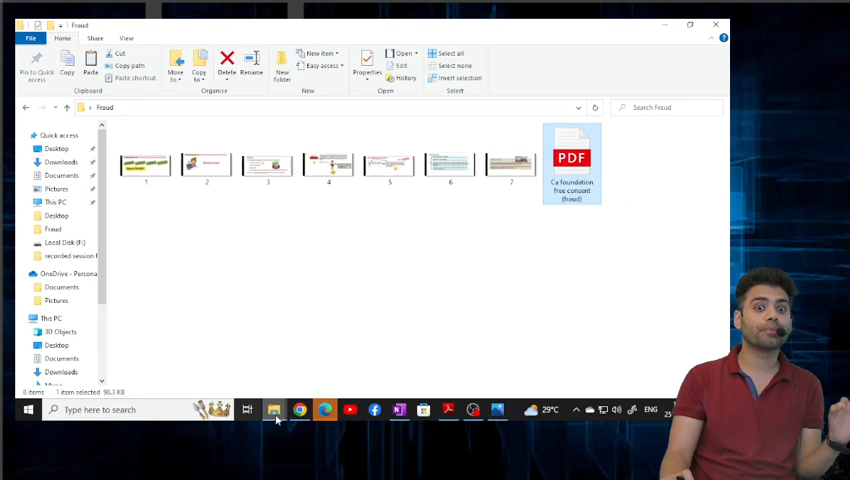 Fraud
File Home Share View
Pin to Quick access
Copy
Paste
Cut
Copy path
Paste shortcut
Move to
Copy to
Delete
Rename
New folder
New item
Easy access
Properties
Open
Edit
History
Select all
Select none
Invert selection
Clipboard Organise New Open Select
Fraud
Search Fraud
Quick access
Desktop
Downloads
Documents
Pictures
This PC
Desktop
Fraud
Local Disk (F:)
recorded session f
OneDrive - Persona
Documents
Pictures
This PC
3D Objects
Desktop
Documents
Downloads
1 2 3 4 5 6 7
PDF
Ca foundation
free consent
(fraud)
8 items 1 item selected 98.3 KB
Type here to search
29°C
ENG
25